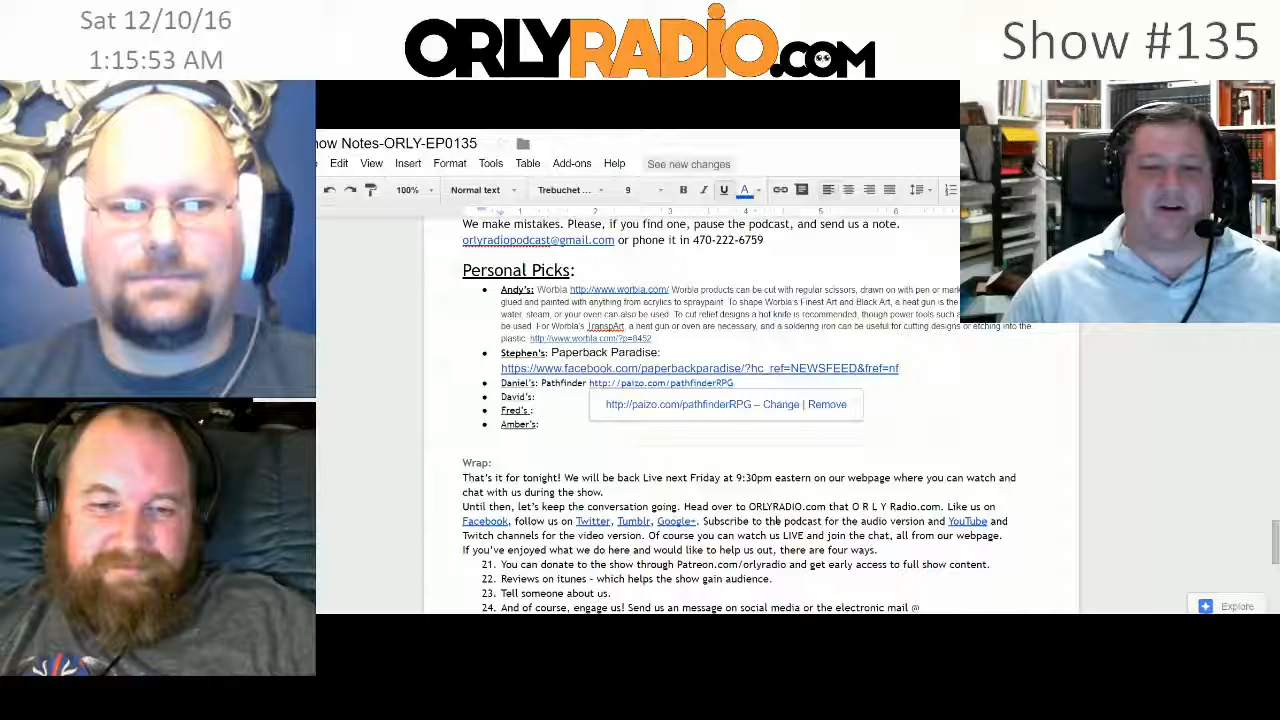 Sat 12/10/16
1:15:53 AM
ORLYRADIO.COM
Show #135
ow Notes-ORLY-EP0135
Edit View Insert Format Tools Table Add-ons Help See new changes
100% Normal text Trebuchet ... 9 B I U A
1 2 3 4 5 6
We make mistakes. Please, if you find one, pause the podcast, and send us a note.
orlyradiopodcast@gmail.com or phone it in 470-222-6759
Personal Picks:
Andy's: Worbla http://www.worbla.com/ Worbla products can be cut with regular scissors, drawn on with pen or mark
glued and painted with anything from acrylics to spraypaint. To shape Worbla's Finest Art and Black Art, a heat gun is the
water, steam, or your oven can also be used. To cut relief designs a hot knife is recommended, though power tools such
be used. For Worbla's TranspArt, a heat gun or oven are necessary, and a soldering iron can be useful for cutting designs or etching into the
plastic. http://www.worbla.com/?p=8452
Stephen's: Paperback Paradise:
https://www.facebook.com/paperbackparadise/?hc_ref=NEWSFEED&fref=nf
Daniel's: Pathfinder http://paizo.com/pathfinderRPG
David's:
http://paizo.com/pathfinderRPG – Change | Remove
Fred's :
Amber's:
Wrap:
That's it for tonight! We will be back Live next Friday at 9:30pm eastern on our webpage where you can watch and
chat with us during the show.
Until then, let's keep the conversation going. Head over to ORLYRADIO.com that O R L Y Radio.com. Like us on
Facebook, follow us on Twitter, Tumblr, Google+. Subscribe to the podcast for the audio version and YouTube and
Twitch channels for the video version. Of course you can watch us LIVE and join the chat, all from our webpage.
If you've enjoyed what we do here and would like to help us out, there are four ways.
21. You can donate to the show through Patreon.com/orlyradio and get early access to full show content.
22. Reviews on itunes - which helps the show gain audience.
23. Tell someone about us.
24. And of course, engage us! Send us an message on social media or the electronic mail @
Explore